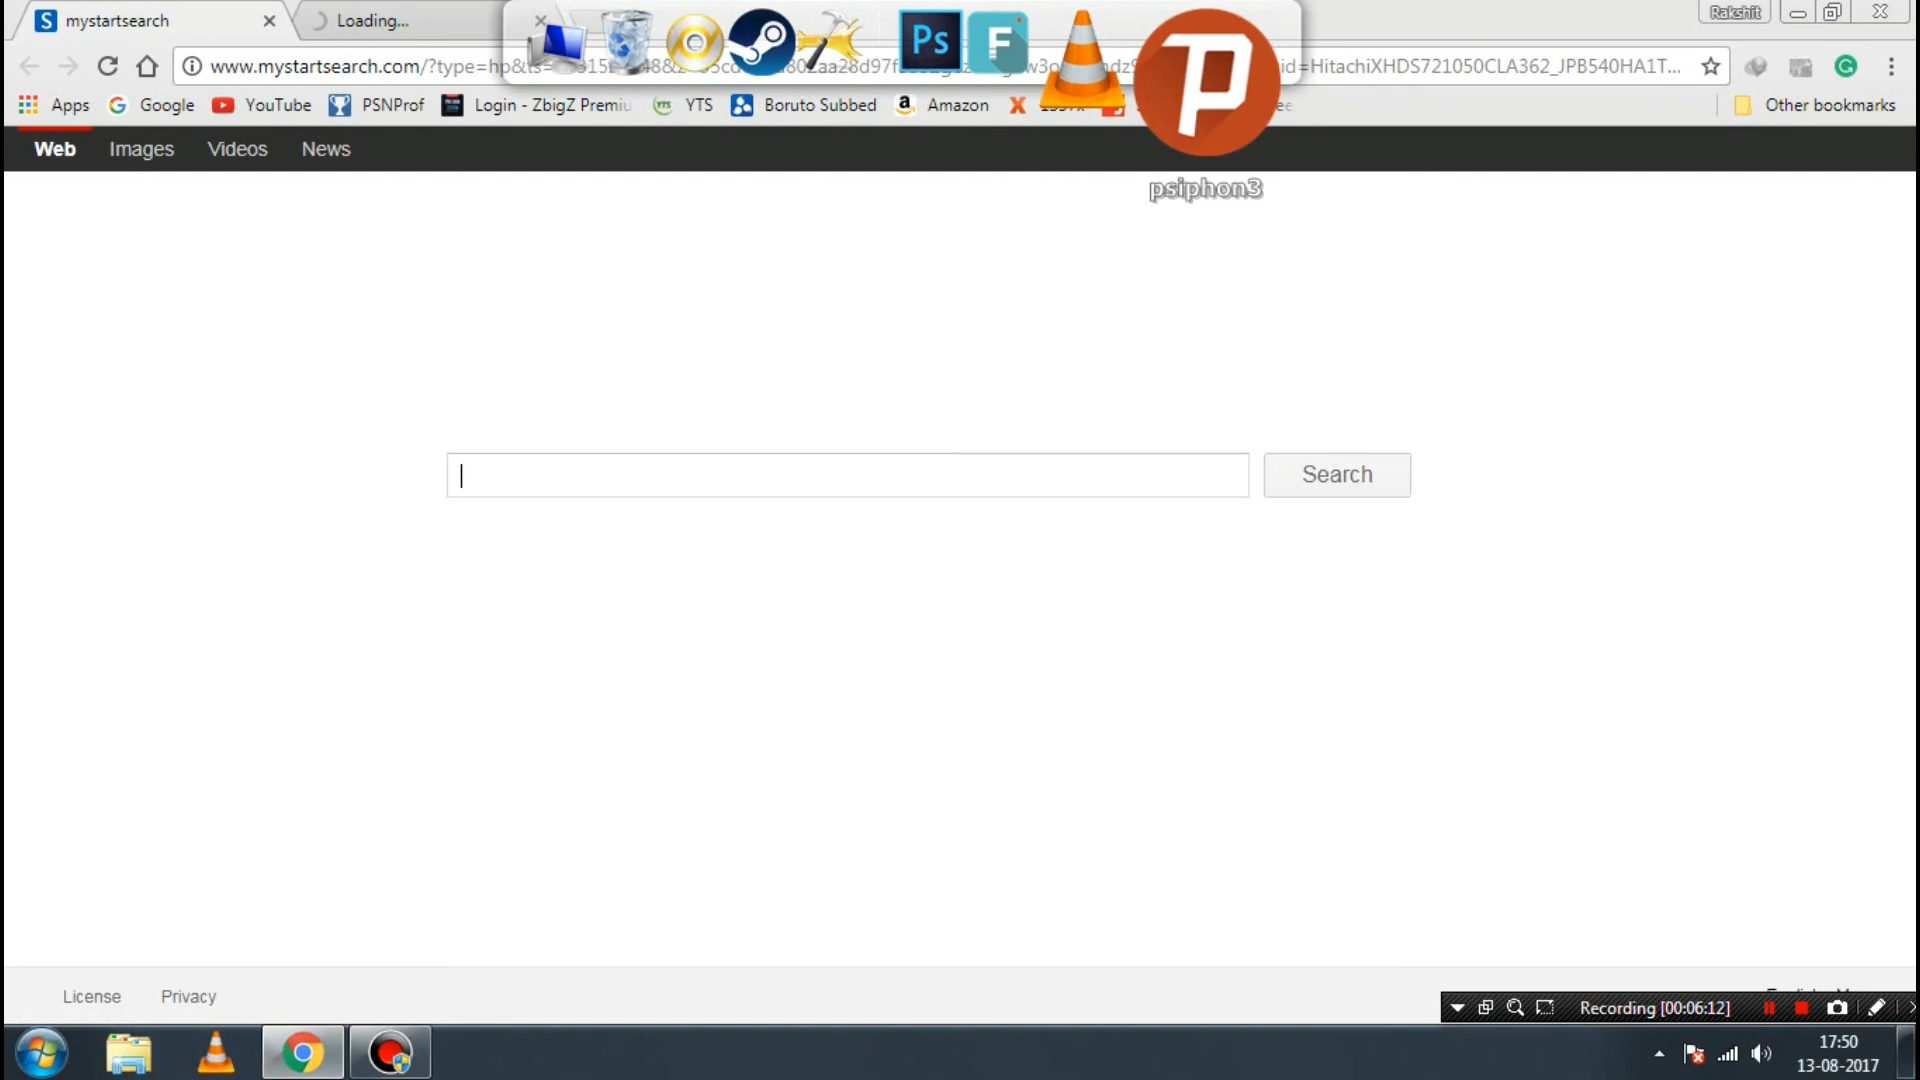 mystartsearch
Loading...
Rakshit
www.mystartsearch.com/?type=hp&ts=
id=HitachiXHDS721050CLA362_JPB540HA1T...
Apps
Google
YouTube
PSNProf
Login - ZbigZ Premiu
YTS
Boruto Subbed
Amazon
Other bookmarks
Ps
F
P
psiphon3
Web
Images
Videos
News
Search
License
Privacy
Recording [00:06:12]
17:50
13-08-2017